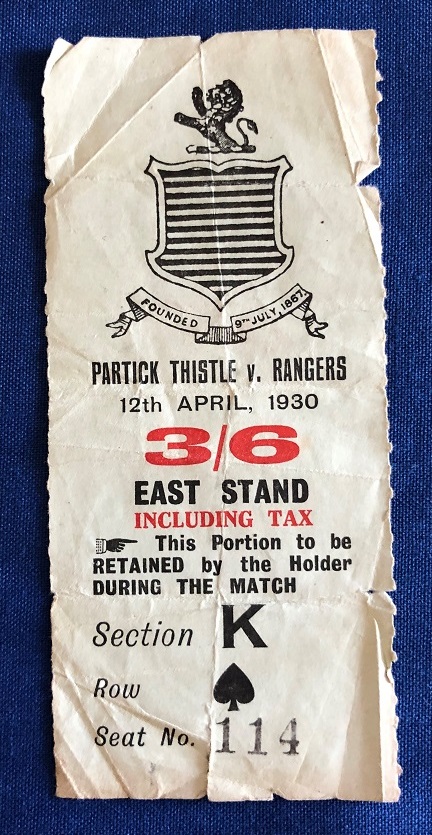 FOUNDED 9TH JULY, 1867.
PARTICK THISTLE v. RANGERS
12th APRIL, 1930
3/6
EAST STAND
INCLUDING TAX
☛ This Portion to be
RETAINED by the Holder
DURING THE MATCH
Section K
Row ♠
Seat No. 114